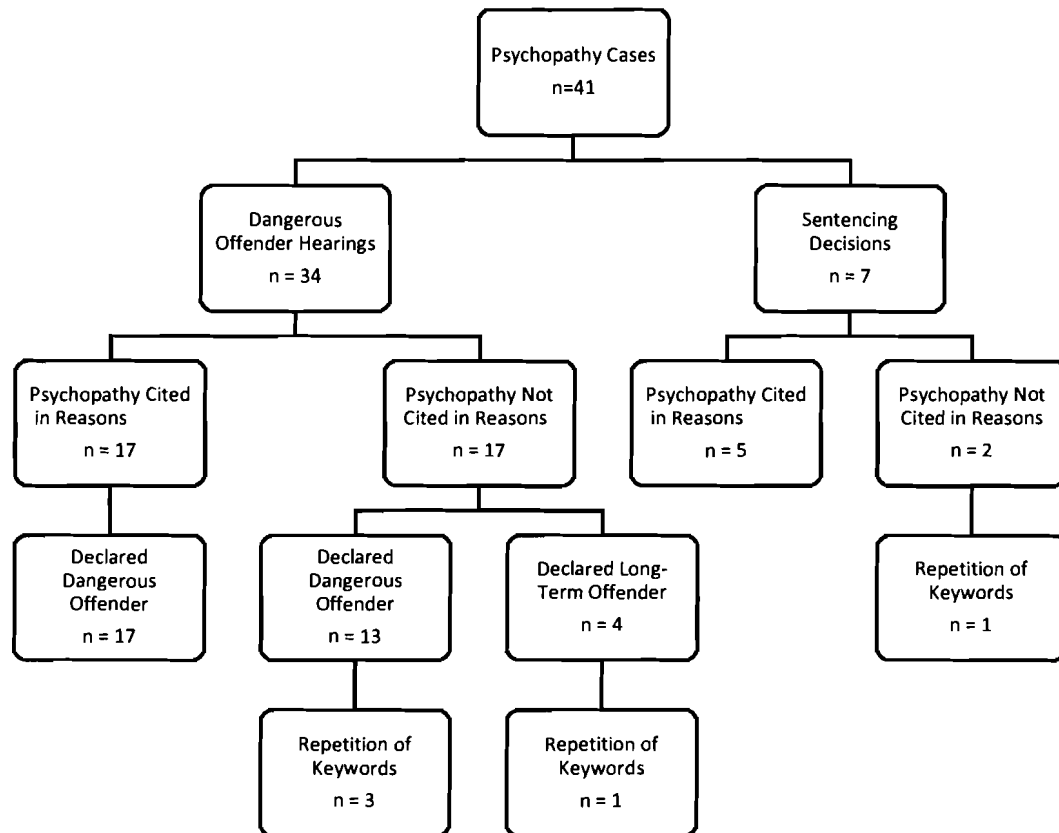 Psychopathy Cases
n=41
Dangerous
Offender Hearings
n = 34
Sentencing
Decisions
n = 7
Psychopathy Cited
in Reasons
n = 17
Psychopathy Not
Cited in Reasons
n = 17
Psychopathy Cited
in Reasons
n = 5
Psychopathy Not
Cited in Reasons
n = 2
Declared
Dangerous
Offender
n = 17
Declared
Dangerous
Offender
n = 13
Declared Long-
Term Offender
n = 4
Repetition of
Keywords
n = 1
Repetition of
Keywords
n = 3
Repetition of
Keywords
n = 1